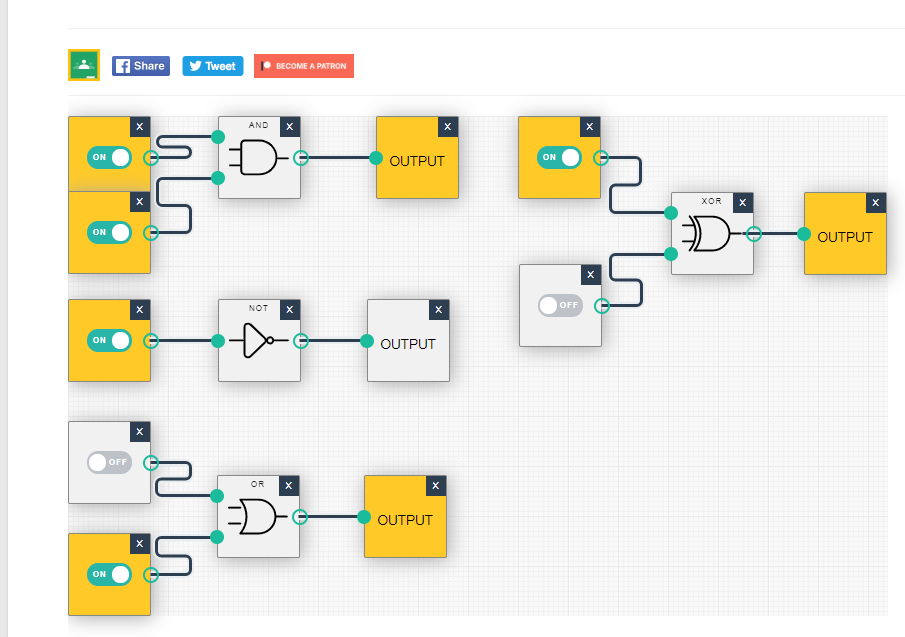 Share
Tweet
BECOME A PATRON
X
ON
X
ON
AND
X
X
OUTPUT
X
ON
X
OFF
XOR
X
X
OUTPUT
X
ON
NOT
X
X
OUTPUT
X
OFF
X
ON
OR
X
X
OUTPUT